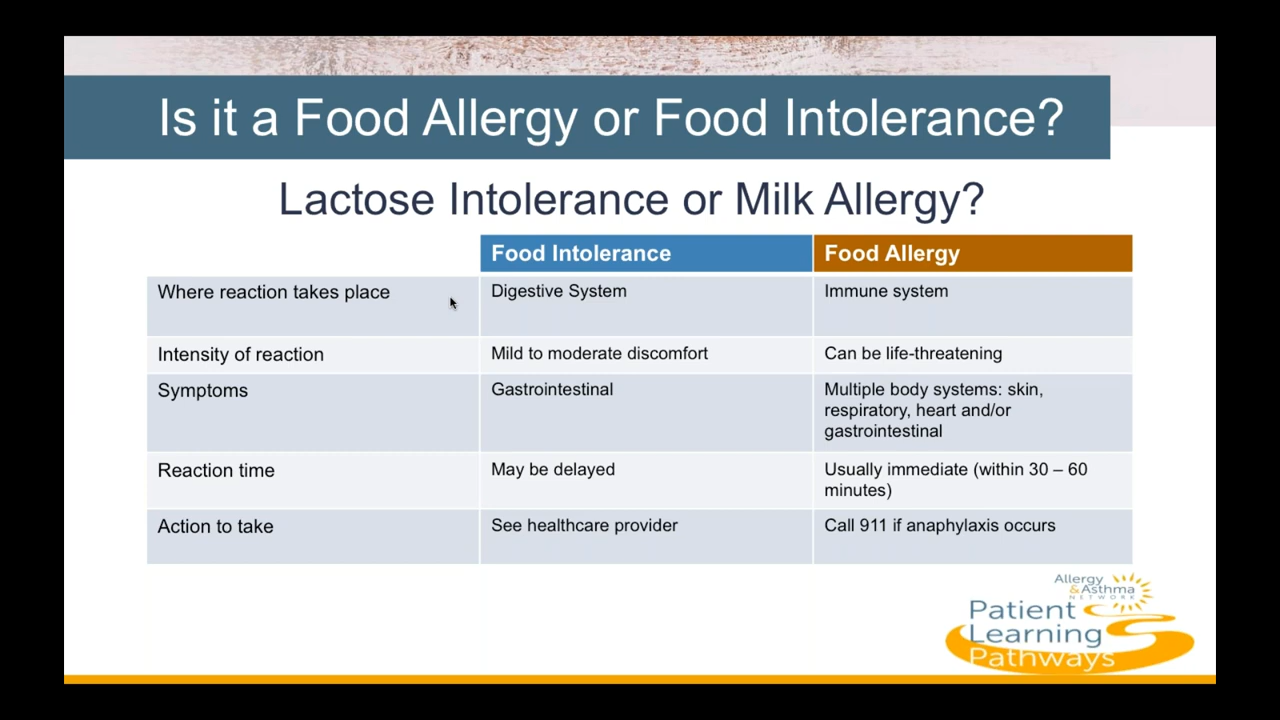 Is it a Food Allergy or Food Intolerance?
Lactose Intolerance or Milk Allergy?
Food Intolerance
Food Allergy
Where reaction takes place
Digestive System
Immune system
Intensity of reaction
Mild to moderate discomfort
Can be life-threatening
Symptoms
Gastrointestinal
Multiple body systems: skin,
respiratory, heart and/or
gastrointestinal
Reaction time
May be delayed
Usually immediate (within 30 – 60
minutes)
Action to take
See healthcare provider
Call 911 if anaphylaxis occurs
Allergy
&Asthma
NETWORK
Patient
Learning
Pathways